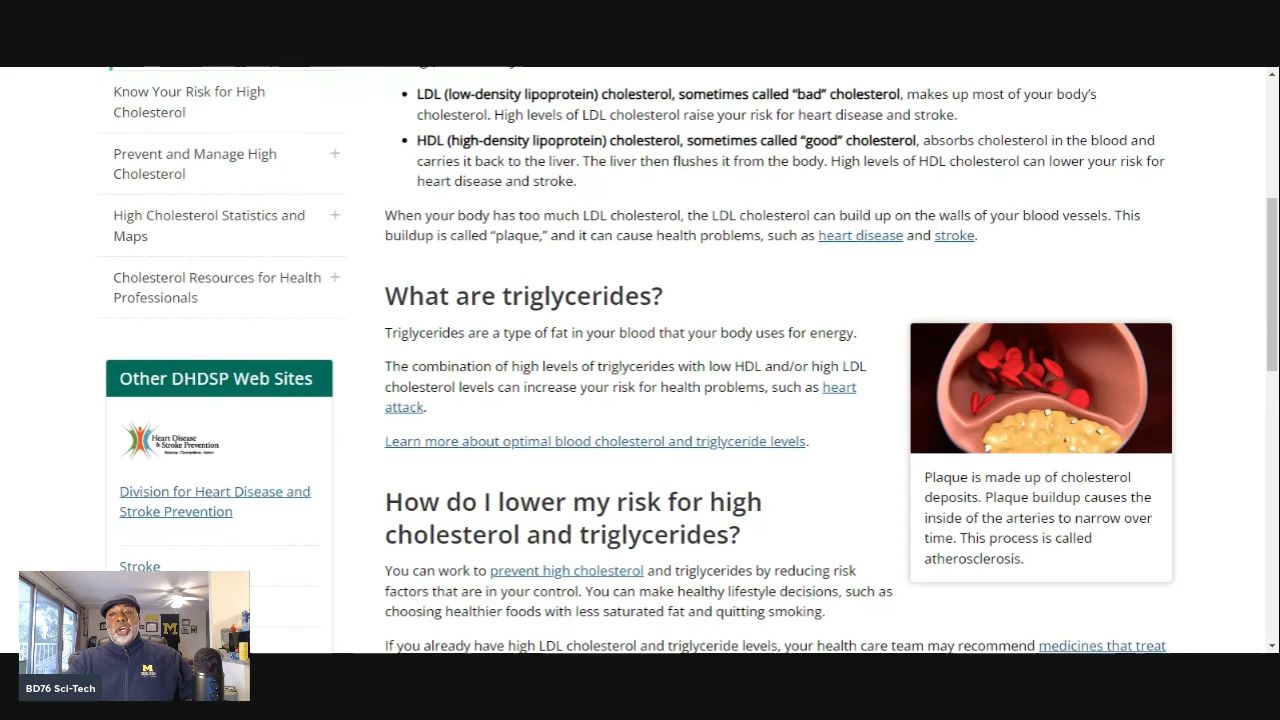 Know Your Risk for High
Cholesterol
Prevent and Manage High
Cholesterol
High Cholesterol Statistics and
Maps
Cholesterol Resources for Health
Professionals
Other DHDSP Web Sites
Heart Disease
& Stroke Prevention
Division for Heart Disease and
Stroke Prevention
Stroke
LDL (low-density lipoprotein) cholesterol, sometimes called “bad” cholesterol, makes up most of your body’s
cholesterol. High levels of LDL cholesterol raise your risk for heart disease and stroke.
HDL (high-density lipoprotein) cholesterol, sometimes called “good” cholesterol, absorbs cholesterol in the blood and
carries it back to the liver. The liver then flushes it from the body. High levels of HDL cholesterol can lower your risk for
heart disease and stroke.
When your body has too much LDL cholesterol, the LDL cholesterol can build up on the walls of your blood vessels. This
buildup is called “plaque,” and it can cause health problems, such as heart disease and stroke.
What are triglycerides?
Triglycerides are a type of fat in your blood that your body uses for energy.
The combination of high levels of triglycerides with low HDL and/or high LDL
cholesterol levels can increase your risk for health problems, such as heart
attack.
Learn more about optimal blood cholesterol and triglyceride levels.
How do I lower my risk for high
cholesterol and triglycerides?
You can work to prevent high cholesterol and triglycerides by reducing risk
factors that are in your control. You can make healthy lifestyle decisions, such as
choosing healthier foods with less saturated fat and quitting smoking.
If you already have high LDL cholesterol and triglyceride levels, your health care team may recommend medicines that treat
Plaque is made up of cholesterol
deposits. Plaque buildup causes the
inside of the arteries to narrow over
time. This process is called
atherosclerosis.
M
M
BD76 Sci-Tech